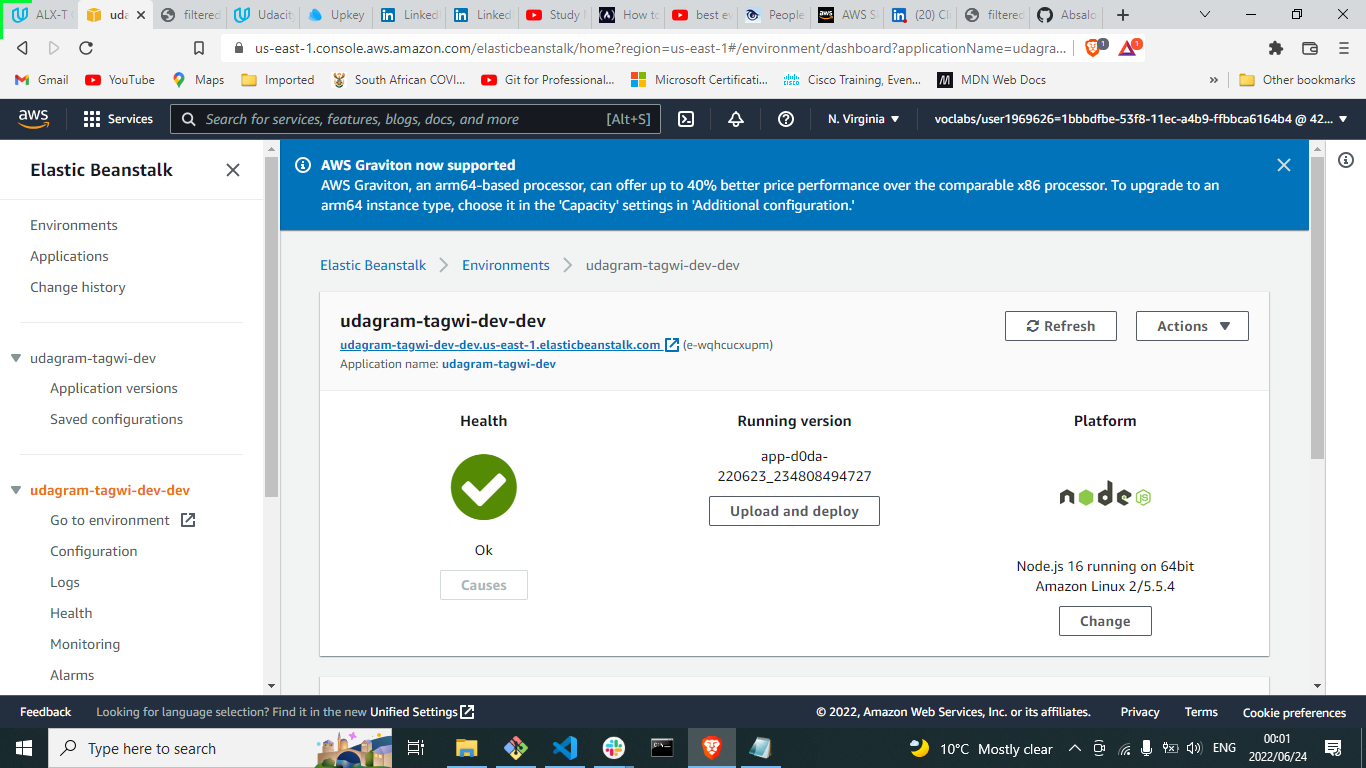 ALX-T
uda
filtered
Udacity
Upkey
Linked
Linked
Study
How to
best
People
AWS
(20)
filtered
Absalo
us-east-1.console.aws.amazon.com/elasticbeanstalk/home?region=us-east-1#/environment/dashboard?applicationName=udagra...
1
1
Gmail
YouTube
Maps
Imported
South African COVI...
Git for Professional...
Microsoft Certificati...
Cisco Training, Even...
MDN Web Docs
»
Other bookmarks
aws
Services
Search for services, features, blogs, docs, and more [Alt+S]
N. Virginia
voclabs/user1969626=1bbbdfbe-53f8-11ec-a4b9-ffbbca6164b4 @ 42...
Elastic Beanstalk
Environments
Applications
Change history
udagram-tagwi-dev
Application versions
Saved configurations
udagram-tagwi-dev-dev
Go to environment
Configuration
Logs
Health
Monitoring
Alarms
AWS Graviton now supported
AWS Graviton, an arm64-based processor, can offer up to 40% better price performance over the comparable x86 processor. To upgrade to an
arm64 instance type, choose it in the 'Capacity' settings in 'Additional configuration.'
Elastic Beanstalk > Environments > udagram-tagwi-dev-dev
udagram-tagwi-dev-dev
udagram-tagwi-dev-dev.us-east-1.elasticbeanstalk.com (e-wqhcucxupm)
Application name: udagram-tagwi-dev
Refresh
Actions
Health
Ok
Causes
Running version
app-d0da-
220623_234808494727
Upload and deploy
Platform
node
JS
Node.js 16 running on 64bit
Amazon Linux 2/5.5.4
Change
Feedback
Looking for language selection? Find it in the new Unified Settings
© 2022, Amazon Web Services, Inc. or its affiliates.
Privacy
Terms
Cookie preferences
Type here to search
10°C Mostly clear
ENG
00:01
2022/06/24